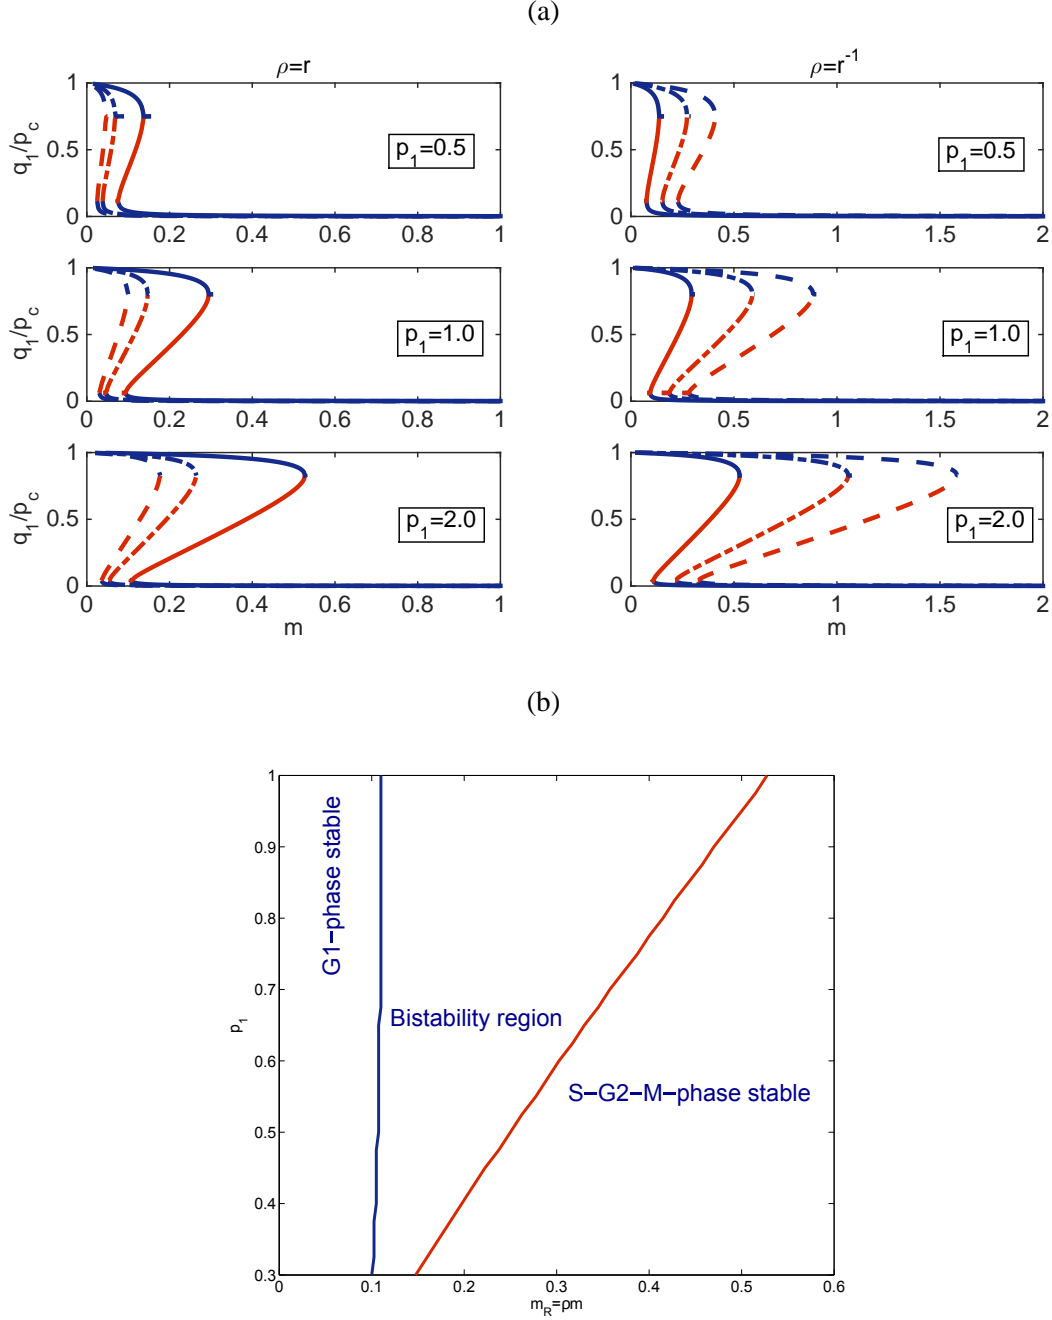 (a)
ρ=r
ρ=r⁻¹
1
0.5
0
q₁/p_c
p₁=0.5
0 0.2 0.4 0.6 0.8 1
1
0.5
0
p₁=0.5
0 0.5 1 1.5 2
1
0.5
0
q₁/p_c
p₁=1.0
0 0.2 0.4 0.6 0.8 1
1
0.5
0
p₁=1.0
0 0.5 1 1.5 2
1
0.5
0
q₁/p_c
p₁=2.0
0 0.2 0.4 0.6 0.8 1
m
1
0.5
0
p₁=2.0
0 0.5 1 1.5 2
m
(b)
1
0.9
0.8
0.7
0.6
0.5
0.4
0.3
p₁
G1−phase stable
Bistability region
S−G2−M−phase stable
0 0.1 0.2 0.3 0.4 0.5 0.6
m_R=ρm